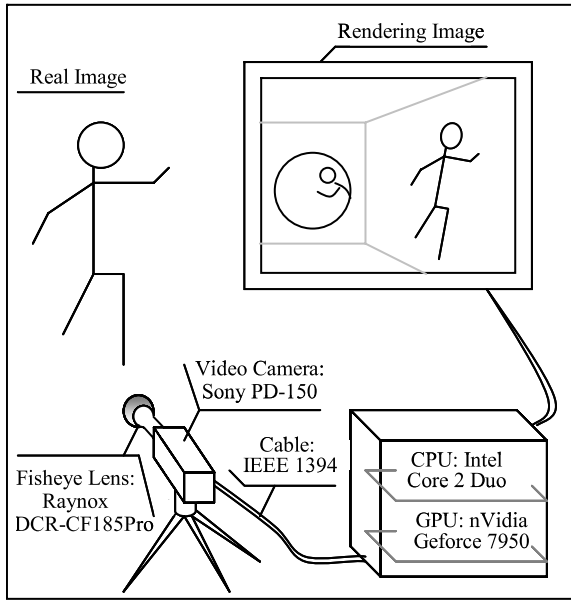 Rendering Image
Real Image
Video Camera:
Sony PD-150
Cable:
IEEE 1394
Fisheye Lens:
Raynox
DCR-CF185Pro
CPU: Intel
Core 2 Duo
GPU: nVidia
Geforce 7950